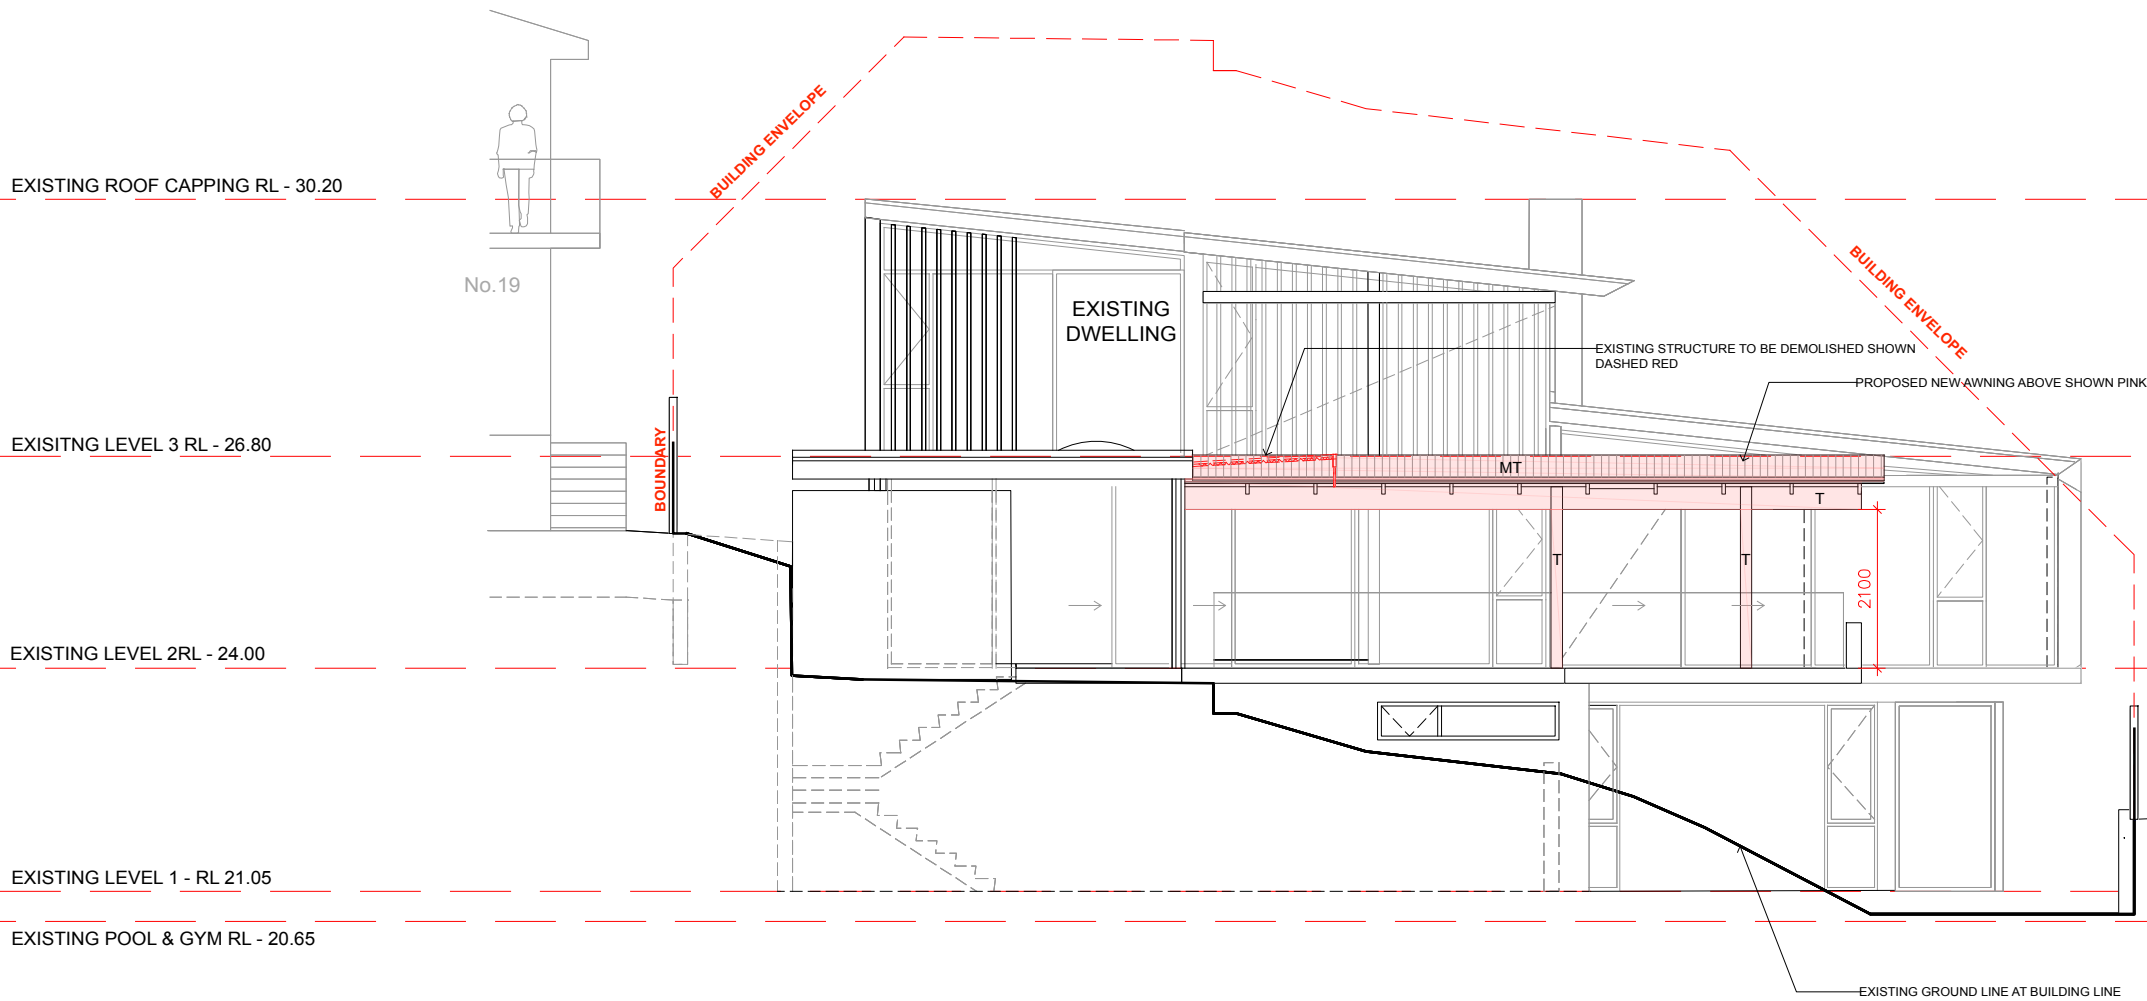 BUILDING ENVELOPE
EXISTING ROOF CAPPING RL - 30.20
No.19
BUILDING ENVELOPE
EXISTING
DWELLING
EXISTING STRUCTURE TO BE DEMOLISHED SHOWN
DASHED RED
PROPOSED NEW AWNING ABOVE SHOWN PINK
EXISITNG LEVEL 3 RL - 26.80
BOUNDARY
MT
T
T
T
2100
EXISTING LEVEL 2RL - 24.00
EXISTING LEVEL 1 - RL 21.05
EXISTING POOL & GYM RL - 20.65
EXISTING GROUND LINE AT BUILDING LINE